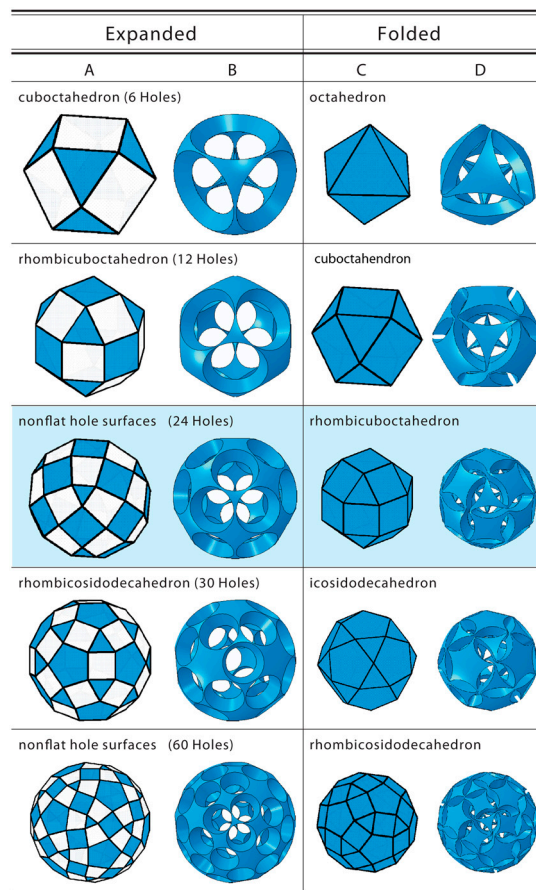 Expanded Folded
A B C D
cuboctahedron (6 Holes) octahedron
rhombicuboctahedron (12 Holes) cuboctahendron
nonflat hole surfaces (24 Holes) rhombicuboctahedron
rhombicosidodecahedron (30 Holes) icosidodecahedron
nonflat hole surfaces (60 Holes) rhombicosidodecahedron